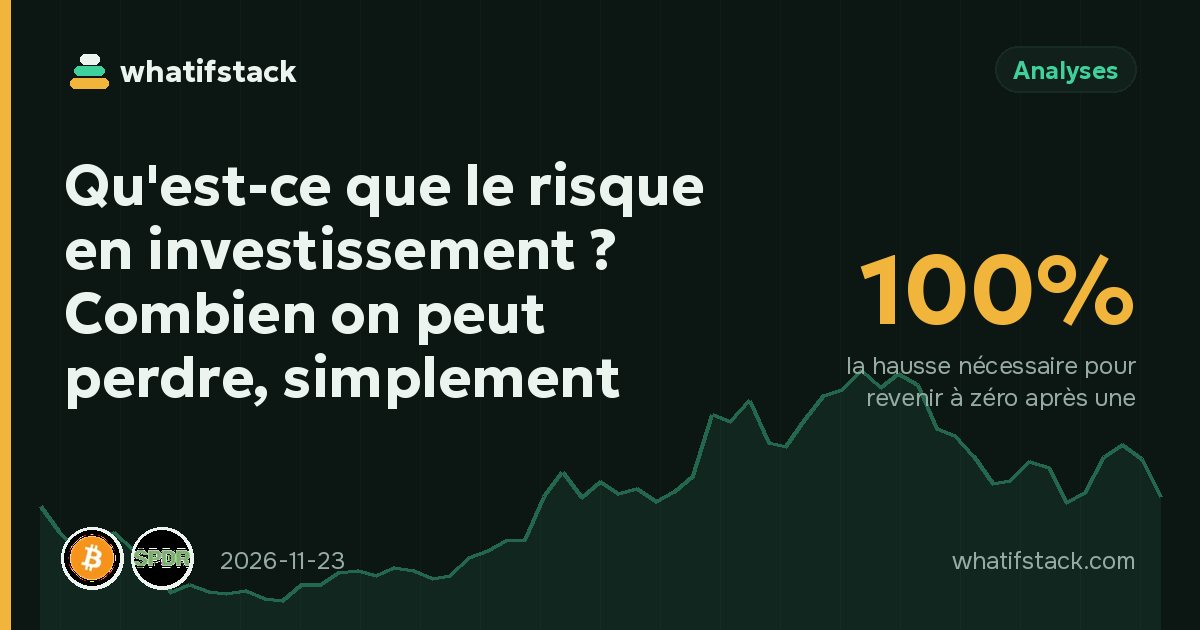 whatifstack
Analyses
Qu'est-ce que le risque
en investissement ?
Combien on peut
perdre, simplement
100%
la hausse nécessaire pour
revenir à zéro après une
SPDR
2026-11-23
whatifstack.com